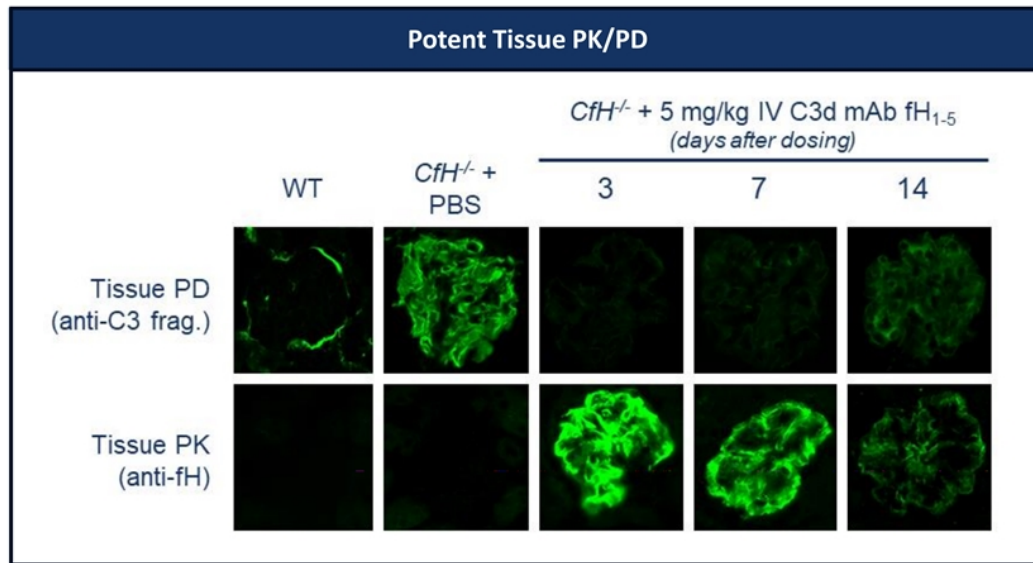 Potent Tissue PK/PD
CfH-/- + 5 mg/kg IV C3d mAb fH1-5
(days after dosing)
WT
CfH-/- +
PBS
3
7
14
Tissue PD
(anti-C3 frag.)
Tissue PK
(anti-fH)